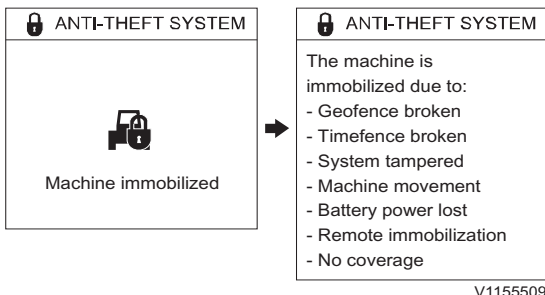 ANTI-THEFT SYSTEM
Machine immobilized
ANTI-THEFT SYSTEM
The machine is
immobilized due to:
- Geofence broken
- Timefence broken
- System tampered
- Machine movement
- Battery power lost
- Remote immobilization
- No coverage
V1155509